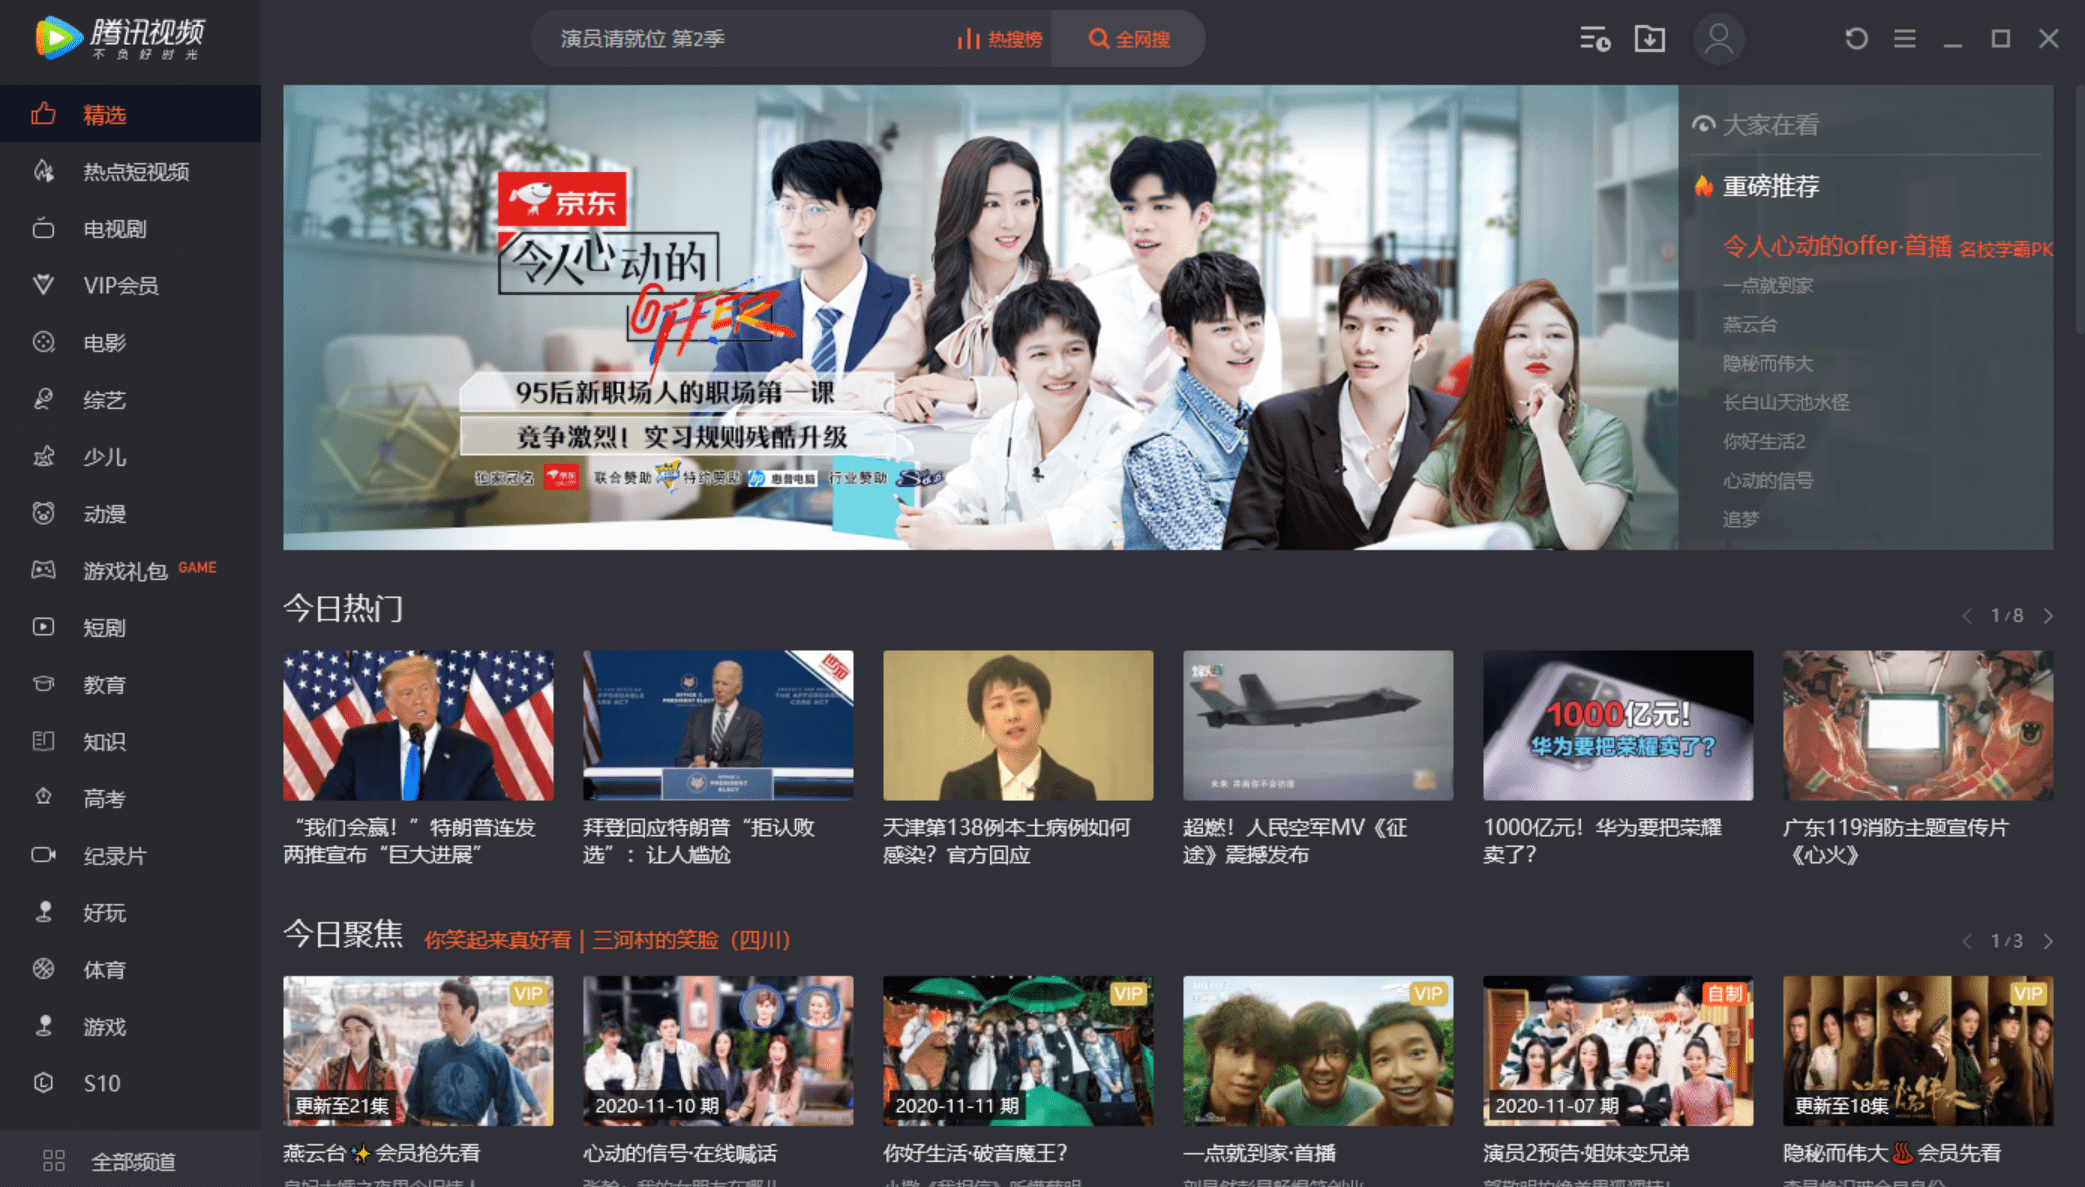 腾讯视频
不负好时光
演员请就位 第2季
热搜榜
全网搜
精选
热点短视频
电视剧
VIP会员
电影
综艺
少儿
动漫
游戏礼包 GAME
短剧
教育
知识
高考
纪录片
好玩
体育
游戏
S10
全部频道
京东
令人心动的
OFFER
95后新职场人的职场第一课
竞争激烈！实习规则残酷升级
独家冠名 京东 联合赞助 特约赞助 hp 惠普电脑 行业赞助
大家在看
重磅推荐
令人心动的offer·首播 名校学霸PK
一点就到家
燕云台
隐秘而伟大
长白山天池水怪
你好生活2
心动的信号
追梦
今日热门
1/8
世面
OFFICE OF THE
PRESIDENT ELECT
AFFORDABLE
CARE ACT
THE AFFORDABLE
CARE ACT
PRESIDENT
ELECT
1000亿元!
华为要把荣耀卖了?
“我们会赢！”特朗普连发
两推宣布“巨大进展”
拜登回应特朗普“拒认败
选”：让人尴尬
天津第138例本土病例如何
感染？官方回应
超燃！人民空军MV《征
途》震撼发布
1000亿元！华为要把荣耀
卖了？
广东119消防主题宣传片
《心火》
今日聚焦
你笑起来真好看 | 三河村的笑脸（四川）
1/3
VIP
更新至21集
2020-11-10 期
VIP
2020-11-11 期
VIP
自制
2020-11-07 期
VIP
更新至18集
燕云台✨会员抢先看
心动的信号·在线喊话
你好生活·破音魔王？
一点就到家·首播
演员2预告·姐妹变兄弟
隐秘而伟大♨会员先看